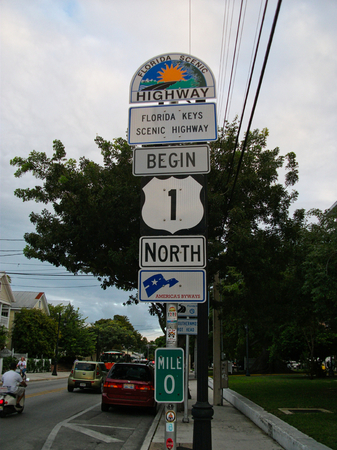 FLORIDA SCENIC
HIGHWAY
FLORIDA KEYS
SCENIC HIGHWAY
BEGIN
1
NORTH
AMERICA'S BYWAYS
MILE
0